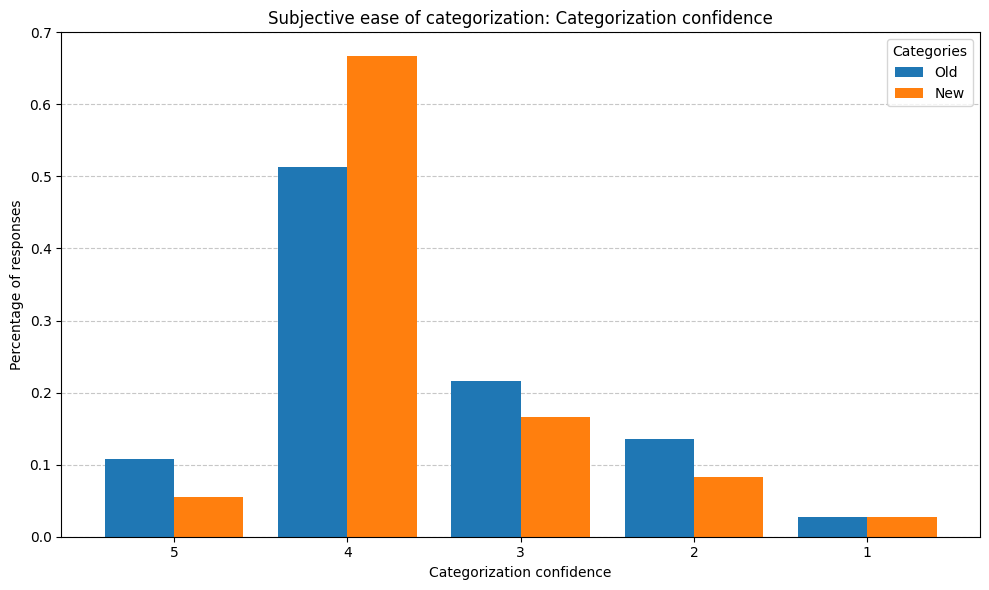 Subjective ease of categorization: Categorization confidence
Categories
Old
New
Percentage of responses
0.7
0.6
0.5
0.4
0.3
0.2
0.1
0.0
5 4 3 2 1
Categorization confidence